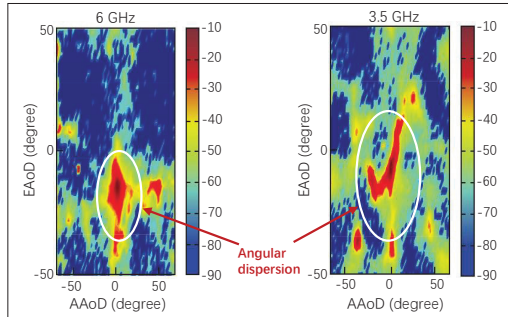 6 GHz
50
0
-50
EAoD (degree)
-50 0 50
AAoD (degree)
-10
-20
-30
-40
-50
-60
-70
-80
-90
3.5 GHz
50
0
-50
EAoD (degree)
-50 0 50
AAoD (degree)
-10
-20
-30
-40
-50
-60
-70
-80
-90
Angular
dispersion